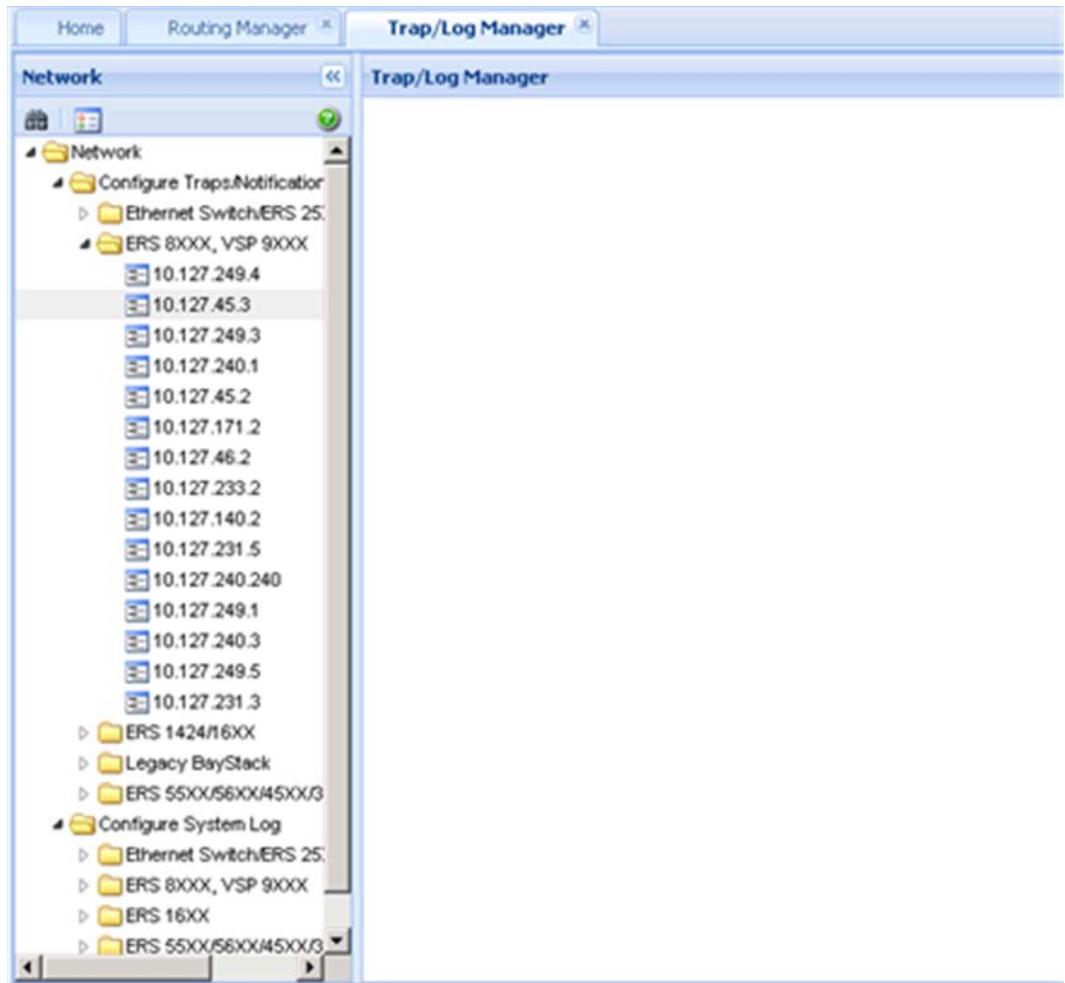 Home Routing Manager Trap/Log Manager
Network
Trap/Log Manager
Network
Configure Traps/Notification
Ethernet Switch/ERS 25
ERS 8XXX, VSP 9XXX
10.127.249.4
10.127.45.3
10.127.249.3
10.127.240.1
10.127.45.2
10.127.171.2
10.127.46.2
10.127.233.2
10.127.140.2
10.127.231.5
10.127.240.240
10.127.249.1
10.127.240.3
10.127.249.5
10.127.231.3
ERS 1424/16XX
Legacy BayStack
ERS 55XX/56XX/45XX/3
Configure System Log
Ethernet Switch/ERS 25
ERS 8XXX, VSP 9XXX
ERS 16XX
ERS 55XX/56XX/45XX/3